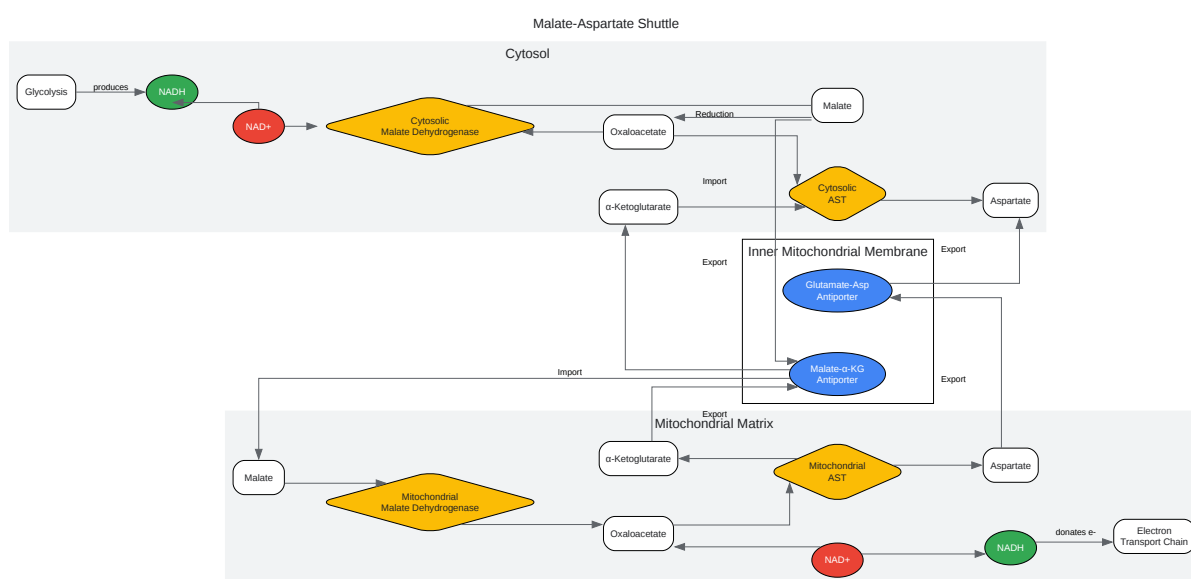 Malate-Aspartate Shuttle
Cytosol
Glycolysis
produces
NADH
NAD+
Cytosolic
Malate Dehydrogenase
Oxaloacetate
Reduction
Malate
Import
α-Ketoglutarate
Cytosolic
AST
Aspartate
Inner Mitochondrial Membrane
Export
Export
Glutamate-Asp
Antiporter
Malate-α-KG
Antiporter
Import
Export
Export
Mitochondrial Matrix
Malate
Mitochondrial
Malate Dehydrogenase
α-Ketoglutarate
Mitochondrial
AST
Aspartate
Oxaloacetate
NAD+
NADH
donates e-
Electron
Transport Chain